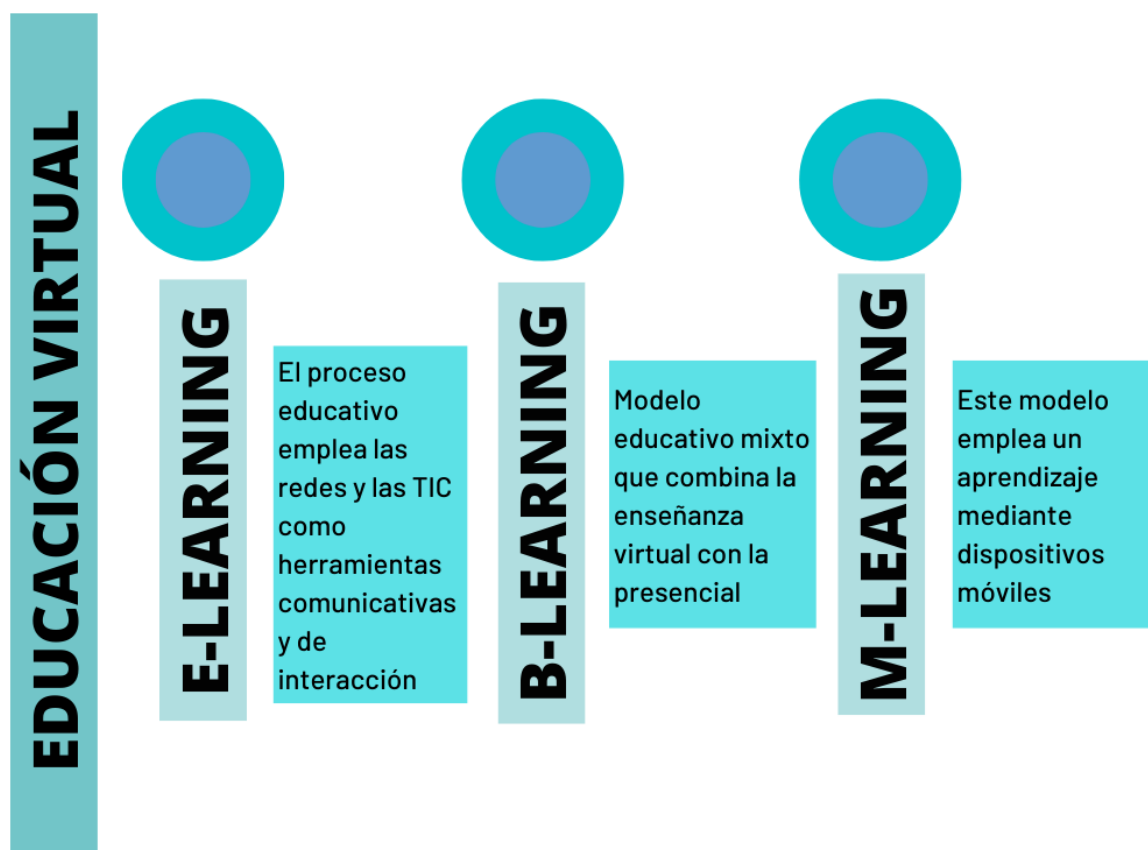 EDUCACIÓN VIRTUAL
E-LEARNING
El proceso
educativo
emplea las
redes y las TIC
como
herramientas
comunicativas
y de
interacción
B-LEARNING
Modelo
educativo mixto
que combina la
enseñanza
virtual con la
presencial
M-LEARNING
Este modelo
emplea un
aprendizaje
mediante
dispositivos
móviles